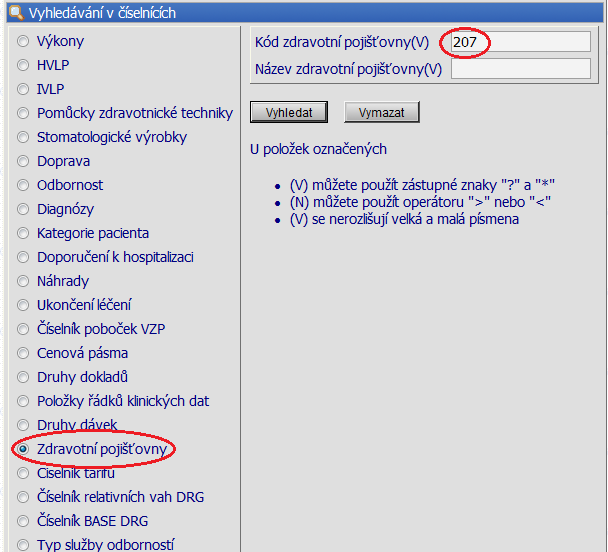 Vyhledávání v číselnících
Výkony
HVLP
IVLP
Pomůcky zdravotnické techniky
Stomatologické výrobky
Doprava
Odbornost
Diagnózy
Kategorie pacienta
Doporučení k hospitalizaci
Náhrady
Ukončení léčení
Číselník poboček VZP
Cenová pásma
Druhy dokladů
Položky řádků klinických dat
Druhy dávek
Zdravotní pojišťovny
Číselník tarifů
Číselník relativních vah DRG
Číselník BASE DRG
Typ služby odborností
Kód zdravotní pojišťovny(V) 207
Název zdravotní pojišťovny(V)
Vyhledat Vymazat
U položek označených
• (V) můžete použít zástupné znaky "?" a "*"
• (N) můžete použít operátoru ">" nebo "<"
• (V) se nerozlišují velká a malá písmena